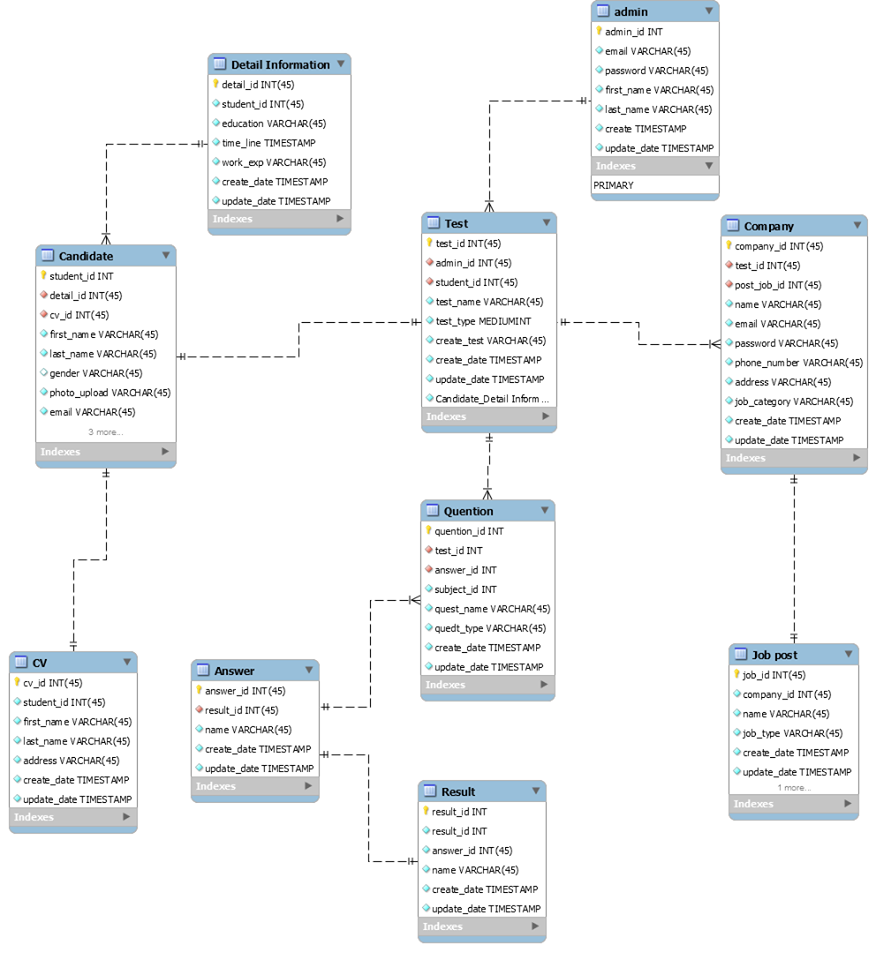 admin
admin_id INT
email VARCHAR(45)
password VARCHAR(45)
first_name VARCHAR(45)
last_name VARCHAR(45)
create TIMESTAMP
update_date TIMESTAMP
Indexes
PRIMARY
Detail Information
detail_id INT(45)
student_id INT(45)
education VARCHAR(45)
time_line TIMESTAMP
work_exp VARCHAR(45)
create_date TIMESTAMP
update_date TIMESTAMP
Indexes
Candidate
student_id INT
detail_id INT(45)
cv_id INT(45)
first_name VARCHAR(45)
last_name VARCHAR(45)
gender VARCHAR(45)
photo_upload VARCHAR(45)
email VARCHAR(45)
3 more...
Indexes
Test
test_id INT(45)
admin_id INT(45)
student_id INT(45)
test_name VARCHAR(45)
test_type MEDIUMINT
create_test VARCHAR(45)
create_date TIMESTAMP
update_date TIMESTAMP
Candidate_Detail Inform ...
Indexes
Company
company_id INT(45)
test_id INT(45)
post_job_id INT(45)
name VARCHAR(45)
email VARCHAR(45)
password VARCHAR(45)
phone_number VARCHAR(45)
address VARCHAR(45)
job_category VARCHAR(45)
create_date TIMESTAMP
update_date TIMESTAMP
Indexes
Quention
quention_id INT
test_id INT
answer_id INT
subject_id INT
quest_name VARCHAR(45)
quedt_type VARCHAR(45)
create_date TIMESTAMP
update_date TIMESTAMP
Indexes
CV
cv_id INT(45)
student_id INT(45)
first_name VARCHAR(45)
last_name VARCHAR(45)
address VARCHAR(45)
create_date TIMESTAMP
update_date TIMESTAMP
Indexes
Answer
answer_id INT(45)
result_id INT(45)
name VARCHAR(45)
create_date TIMESTAMP
update_date TIMESTAMP
Indexes
Job post
job_id INT(45)
company_id INT(45)
name VARCHAR(45)
job_type VARCHAR(45)
create_date TIMESTAMP
update_date TIMESTAMP
1 more...
Indexes
Result
result_id INT
result_id INT
answer_id INT(45)
name VARCHAR(45)
create_date TIMESTAMP
update_date TIMESTAMP
Indexes